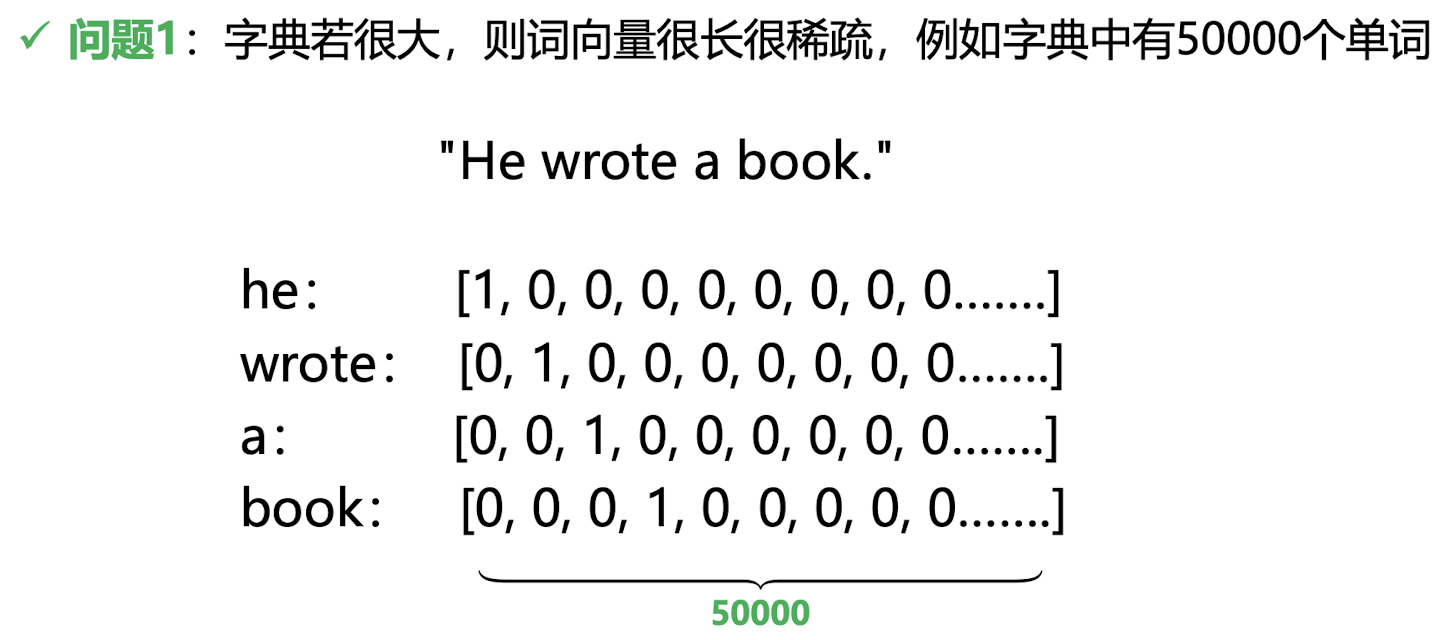 ✓ 问题1：字典若很大，则词向量很长很稀疏，例如字典中有50000个单词
"He wrote a book."
he： [1, 0, 0, 0, 0, 0, 0, 0, 0.......]
wrote： [0, 1, 0, 0, 0, 0, 0, 0, 0.......]
a： [0, 0, 1, 0, 0, 0, 0, 0, 0.......]
book： [0, 0, 0, 1, 0, 0, 0, 0, 0.......]
50000